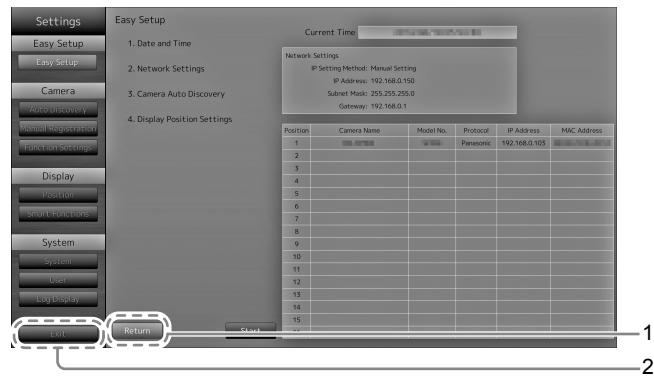 Settings
Easy Setup
Easy Setup
Camera
Auto Discovery
Manual Registration
Function Settings
Display
Position
Smart Functions
System
System
User
Log Display
Exit
Easy Setup
1. Date and Time
2. Network Settings
3. Camera Auto Discovery
4. Display Position Settings
Return
Start
Current Time
Network Settings
IP Setting Method: Manual Setting
IP Address: 192.168.0.150
Subnet Mask: 255.255.255.0
Gateway: 192.168.0.1
Position Camera Name Model No. Protocol IP Address MAC Address
1 Panasonic 192.168.0.103
2
3
4
5
6
7
8
9
10
11
12
13
14
15
1
2